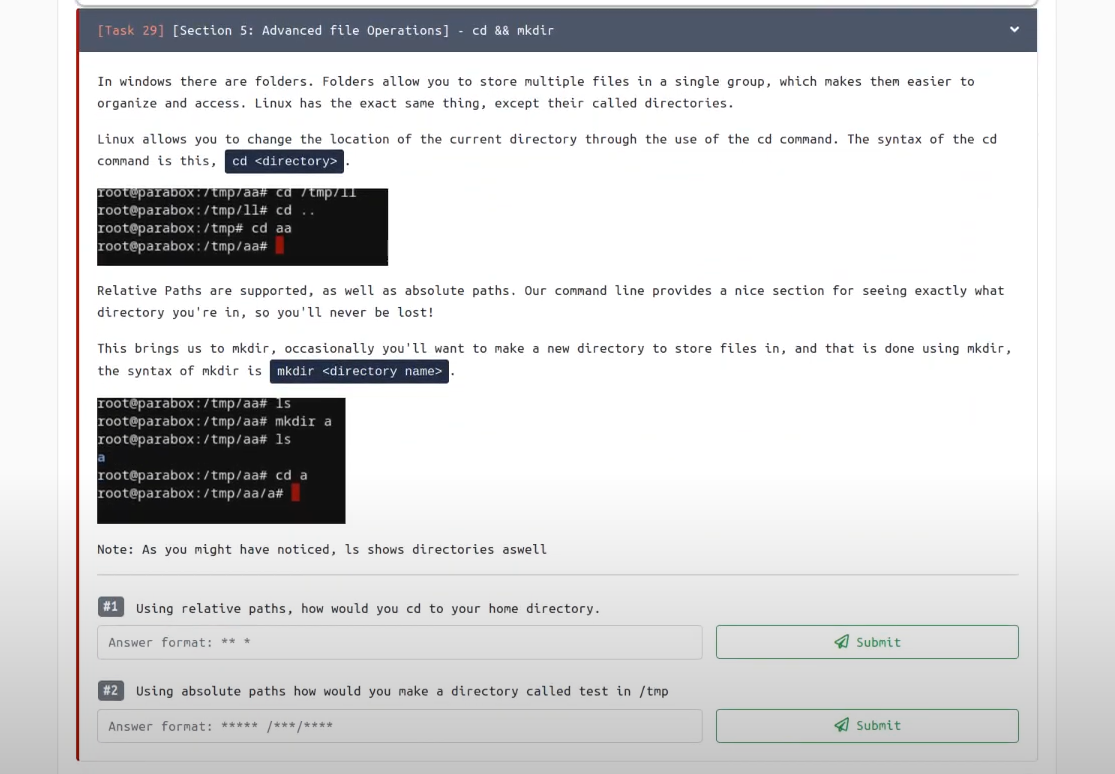 [Task 29] [Section 5: Advanced file Operations] - cd && mkdir
In windows there are folders. Folders allow you to store multiple files in a single group, which makes them easier to
organize and access. Linux has the exact same thing, except their called directories.
Linux allows you to change the location of the current directory through the use of the cd command. The syntax of the cd
command is this, cd <directory> .
root@parabox:/tmp/aa# cd /tmp/ll
root@parabox:/tmp/ll# cd ..
root@parabox:/tmp# cd aa
root@parabox:/tmp/aa#
Relative Paths are supported, as well as absolute paths. Our command line provides a nice section for seeing exactly what
directory you're in, so you'll never be lost!
This brings us to mkdir, occasionally you'll want to make a new directory to store files in, and that is done using mkdir,
the syntax of mkdir is mkdir <directory name> .
root@parabox:/tmp/aa# ls
root@parabox:/tmp/aa# mkdir a
root@parabox:/tmp/aa# ls
a
root@parabox:/tmp/aa# cd a
root@parabox:/tmp/aa/a#
Note: As you might have noticed, ls shows directories aswell
#1 Using relative paths, how would you cd to your home directory.
Answer format: ** * Submit
#2 Using absolute paths how would you make a directory called test in /tmp
Answer format: ***** /***/**** Submit